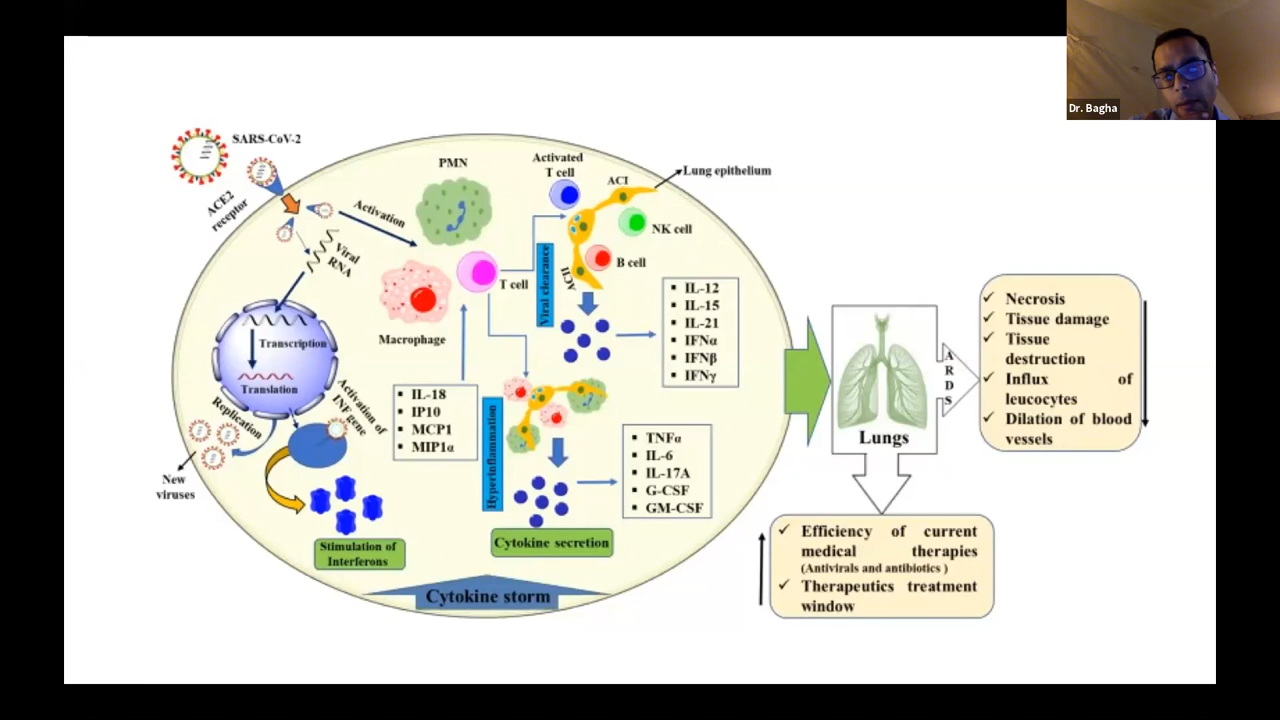 Dr. Bagha
SARS-CoV-2
ACE2
receptor
Viral
RNA
Activation
PMN
Macrophage
T cell
Activated
T cell
ACI
Lung epithelium
NK cell
B cell
ACII
Viral clearance
IL-12
IL-15
IL-21
IFNα
IFNβ
IFNγ
Transcription
Translation
Replication
New
viruses
Activation of
INF gene
IL-18
IP10
MCP1
MIP1α
Hyperinflammation
TNFα
IL-6
IL-17A
G-CSF
GM-CSF
Stimulation of
Interferons
Cytokine secretion
Cytokine storm
Lungs
ARDS
Necrosis
Tissue damage
Tissue
destruction
Influx of
leucocytes
Dilation of blood
vessels
Efficiency of current
medical therapies
(Antivirals and antibiotics )
Therapeutics treatment
window